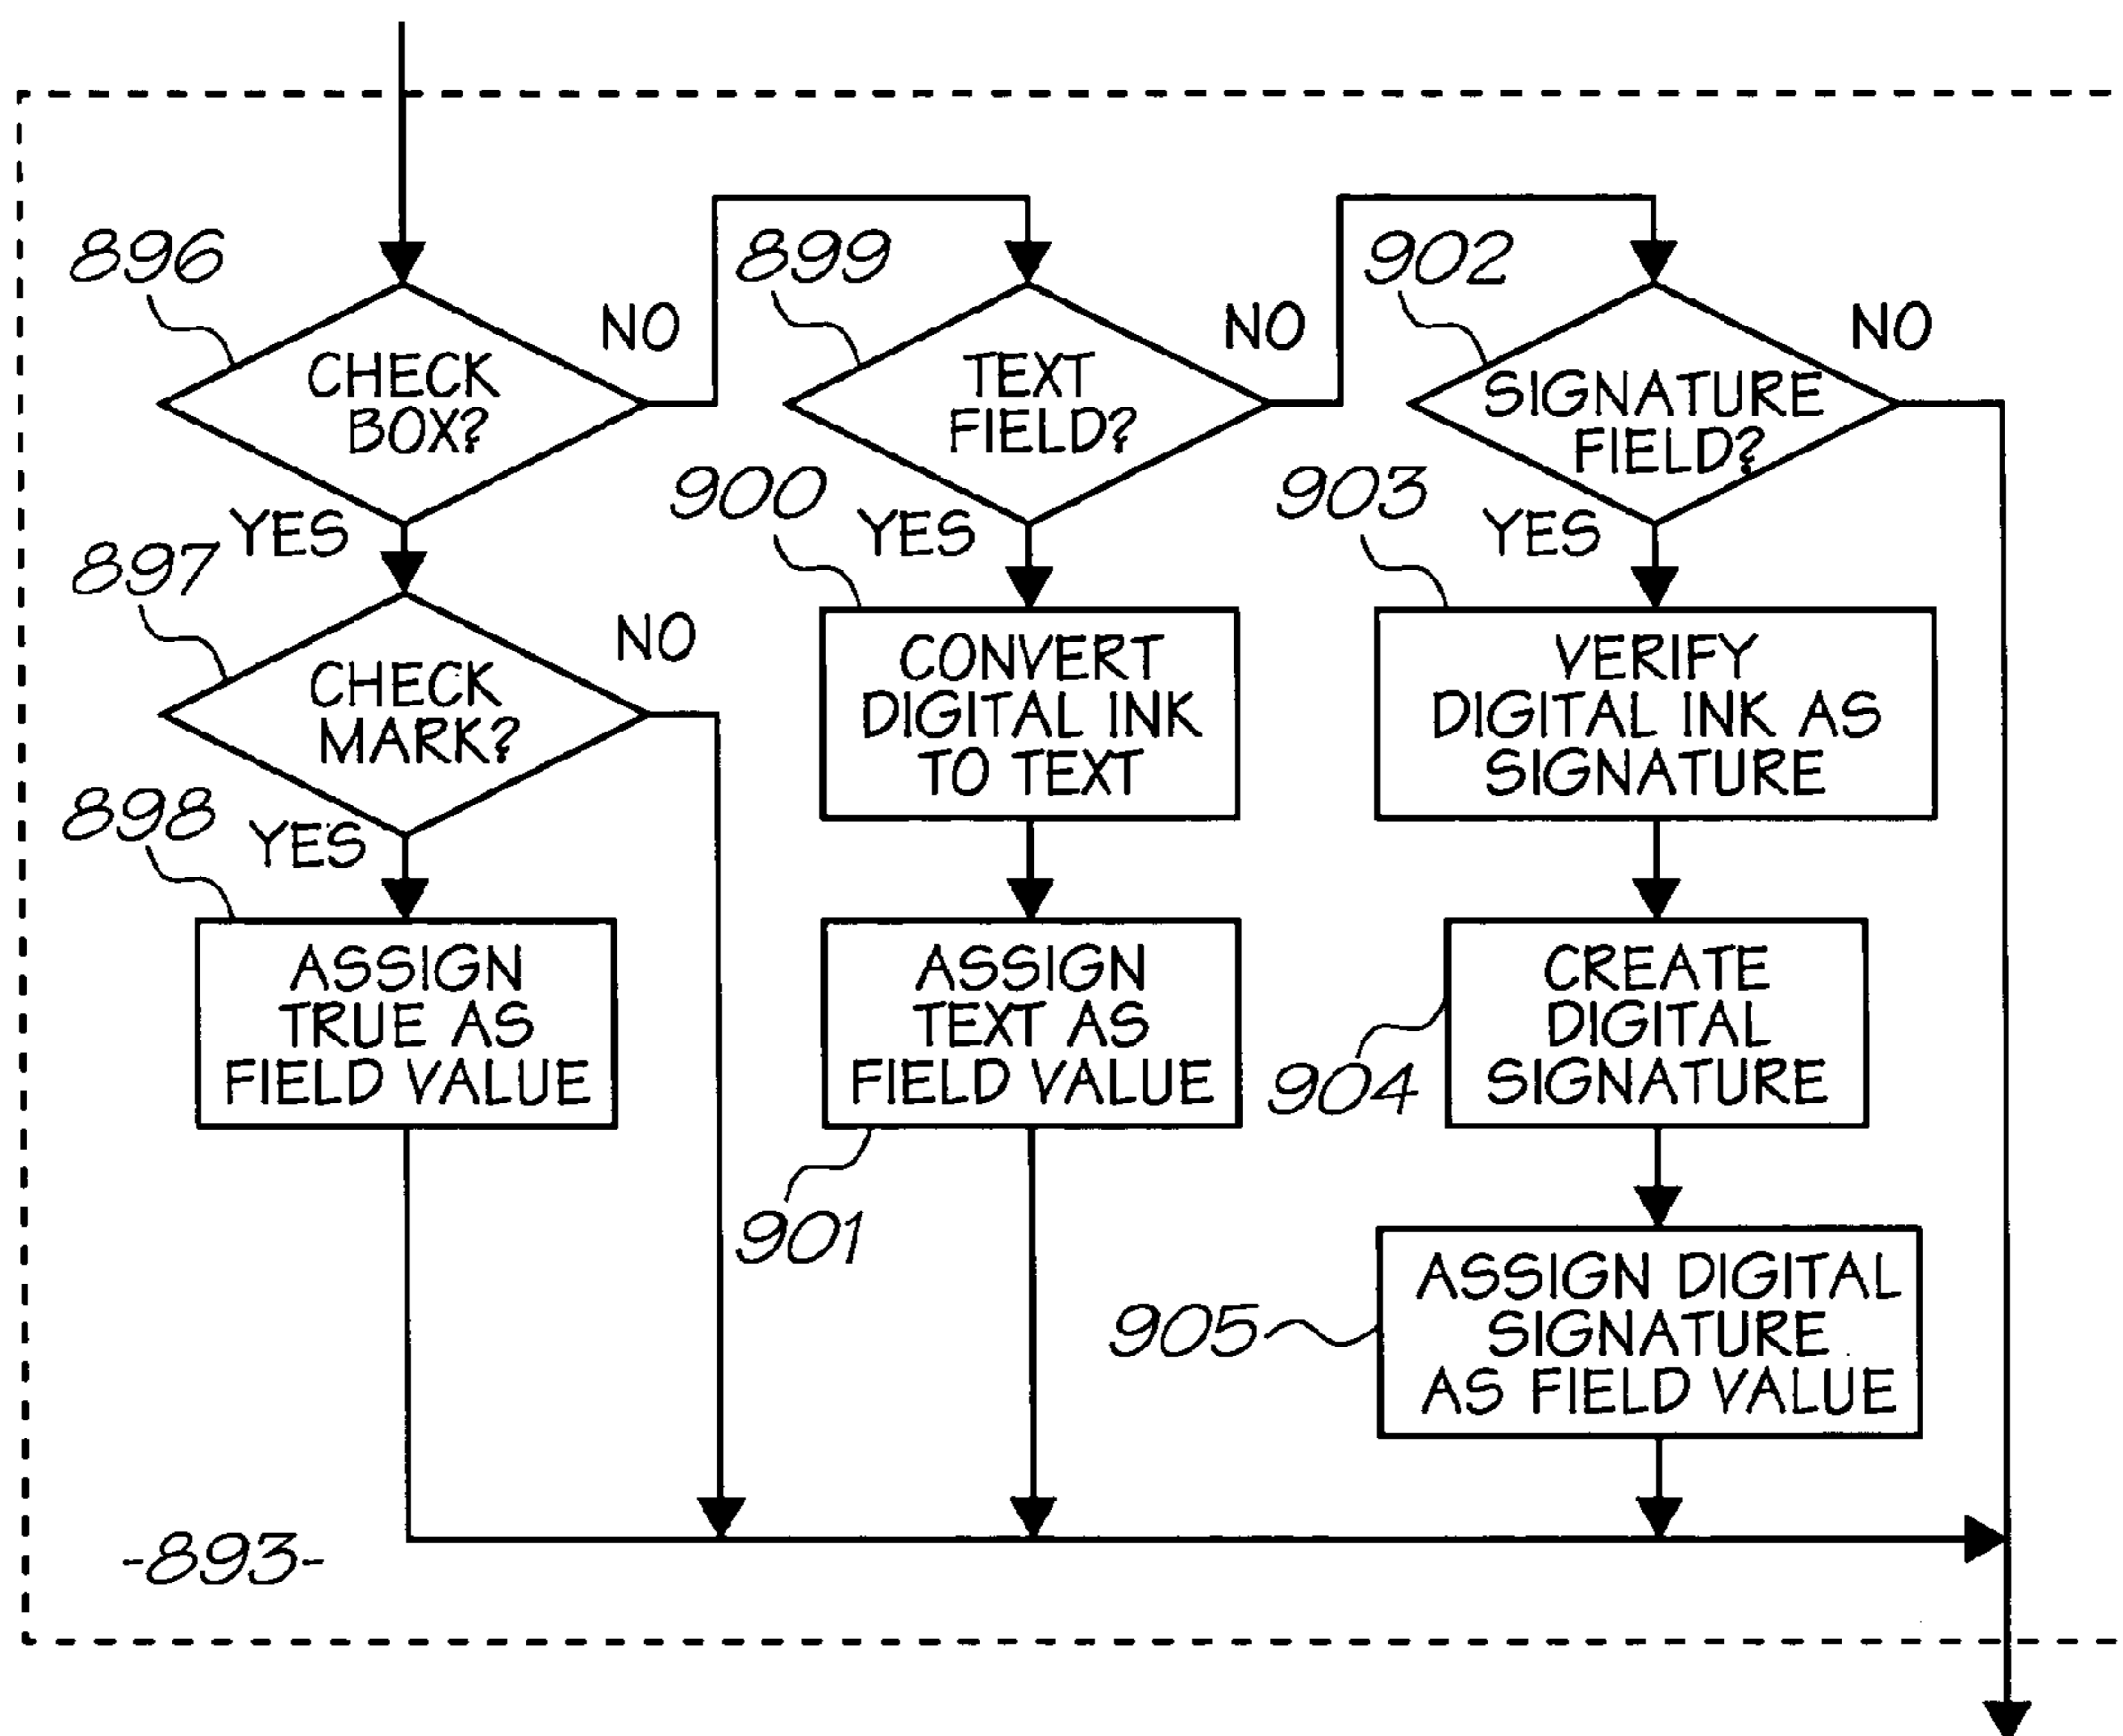 896
CHECK
BOX?
NO
YES
897
CHECK
MARK?
NO
YES
898
ASSIGN
TRUE AS
FIELD VALUE
899
TEXT
FIELD?
NO
900
YES
CONVERT
DIGITAL INK
TO TEXT
ASSIGN
TEXT AS
FIELD VALUE
901
902
SIGNATURE
FIELD?
NO
903
YES
VERIFY
DIGITAL INK AS
SIGNATURE
CREATE
DIGITAL
SIGNATURE
904
ASSIGN DIGITAL
SIGNATURE
AS FIELD VALUE
905
-893-